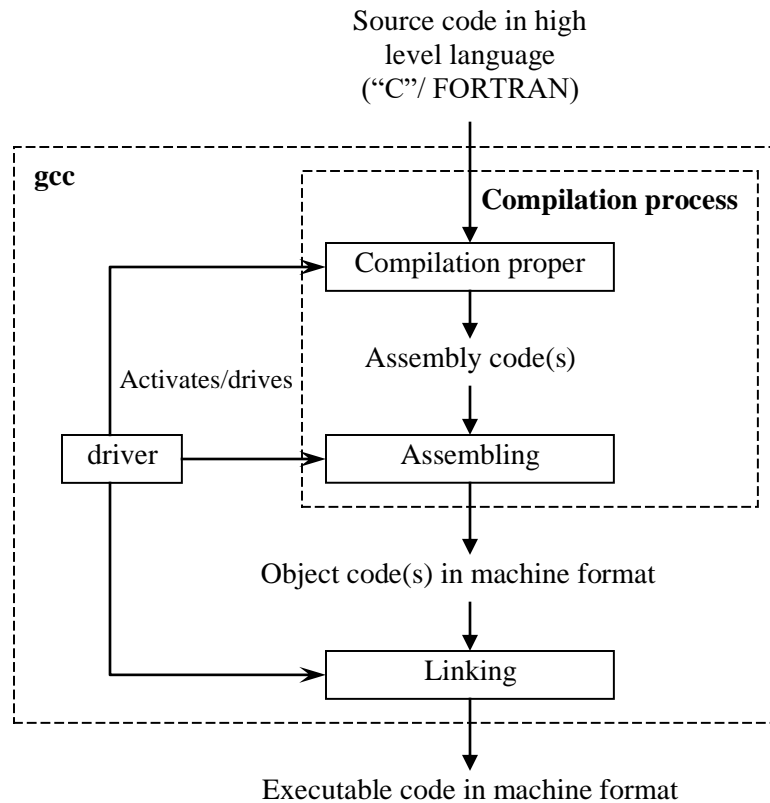 Source code in high
level language
(“C”/ FORTRAN)
gcc
Compilation process
Compilation proper
Assembly code(s)
Activates/drives
driver
Assembling
Object code(s) in machine format
Linking
Executable code in machine format